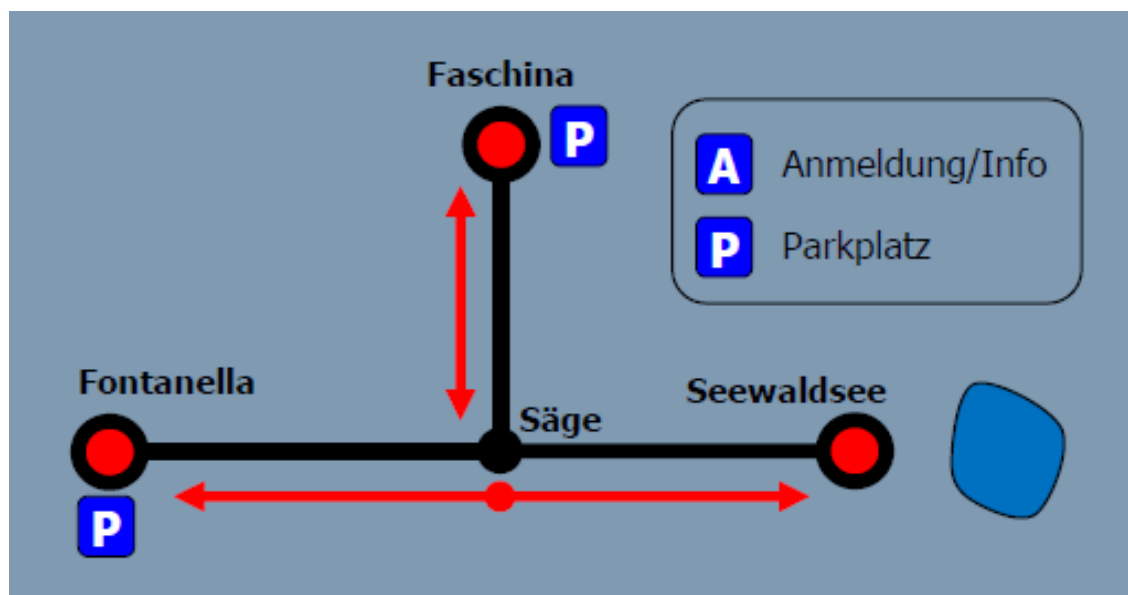 Faschina
P
A Anmeldung/Info
P Parkplatz
Fontanella
Säge
Seewaldsee
P